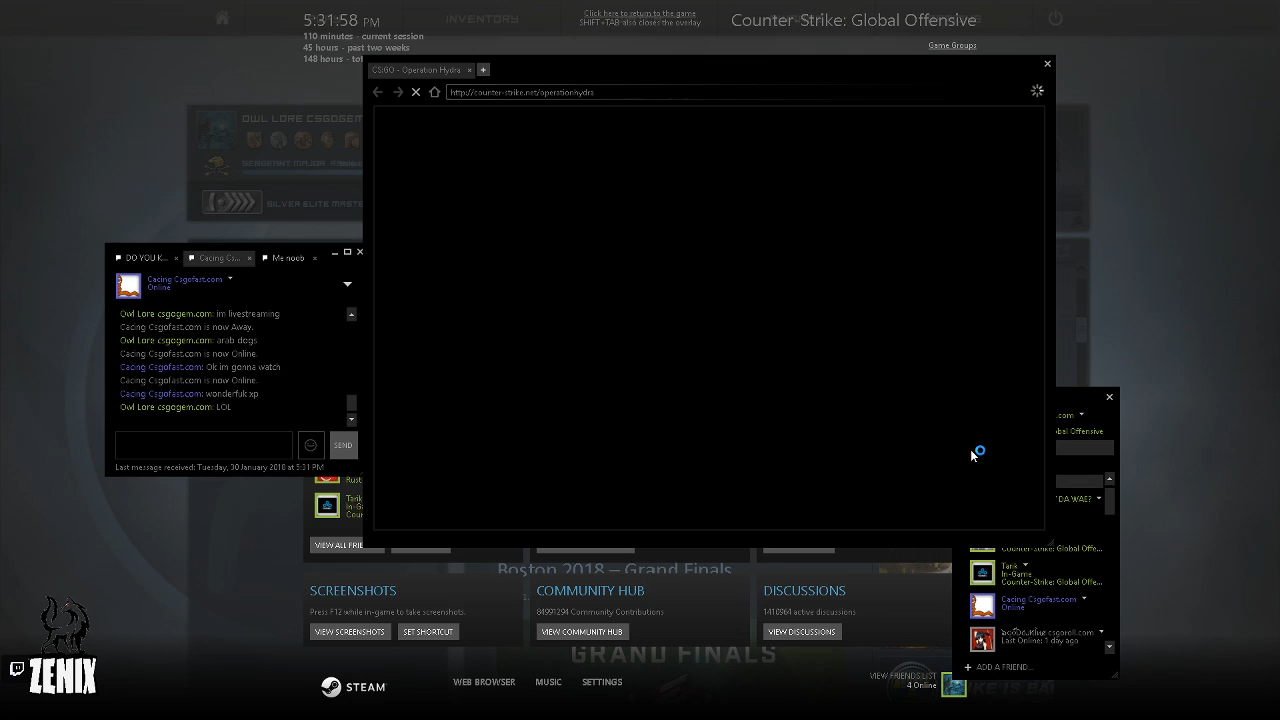 5:31:58 PM
110 minutes - current session
45 hours - past two weeks
148 hours - tot
INVENTORY
Click here to return to the game
SHIFT+TAB also closes the overlay
Counter-Strike: Global Offensive
Game Groups
CS:GO - Operation Hydra
http://counter-strike.net/operationhydra
OWL LORE CSGOGEM
SERGEANT MAJOR
SILVER ELITE MASTE
DO YOU K...
Cacing Cs...
Me noob
Cacing Csgofast.com
Online
Owl Lore csgogem.com: im livestreaming
Cacing Csgofast.com is now Away.
Owl Lore csgogem.com: arab dogs
Cacing Csgofast.com is now Online.
Cacing Csgofast.com: Ok im gonna watch
Cacing Csgofast.com is now Online.
Cacing Csgofast.com: wonderfuk xp
Owl Lore csgogem.com: LOL
SEND
Last message received: Tuesday, 30 January 2018 at 5:31 PM
Rust
Tarik
In-G
Coun
VIEW ALL FRIE
.com
bal Offensive
DA WAE?
Counter-Strike: Global Offe...
Tarik
In-Game
Counter-Strike: Global Offe...
Cacing Csgofast.com
Online
csgoroll.com
Last Online: 1 day ago
+ ADD A FRIEND...
Boston 2018 – Grand Finals
SCREENSHOTS
Press F12 while in-game to take screenshots.
VIEW SCREENSHOTS
SET SHORTCUT
COMMUNITY HUB
84991294 Community Contributions
VIEW COMMUNITY HUB
DISCUSSIONS
1410964 active discussions
VIEW DISCUSSIONS
GRAND FINALS
ZENIX
STEAM
WEB BROWSER
MUSIC
SETTINGS
VIEW FRIENDS LIST
4 Online